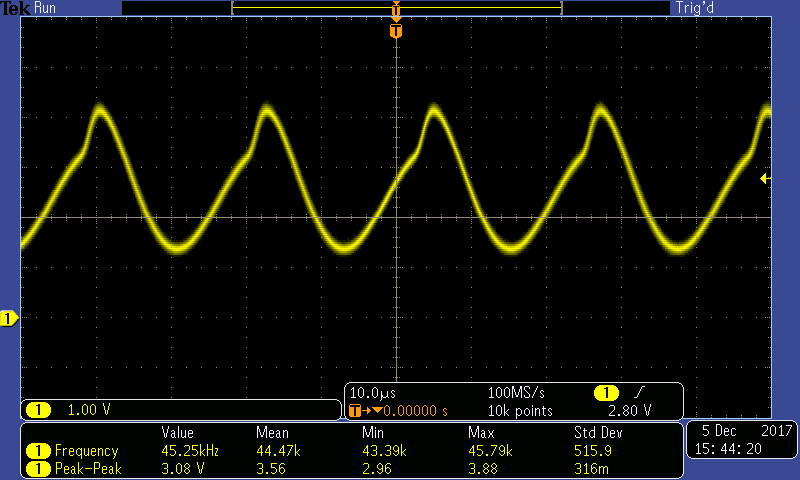 Tek Run Trig'd
T
T
1
1 1.00 V
10.0µs 100MS/s 1
T 0.00000 s 10k points 2.80 V
Value Mean Min Max Std Dev
1 Frequency 45.25kHz 44.47k 43.39k 45.79k 515.9
1 Peak-Peak 3.08 V 3.56 2.96 3.88 316m
5 Dec 2017
15:44:20